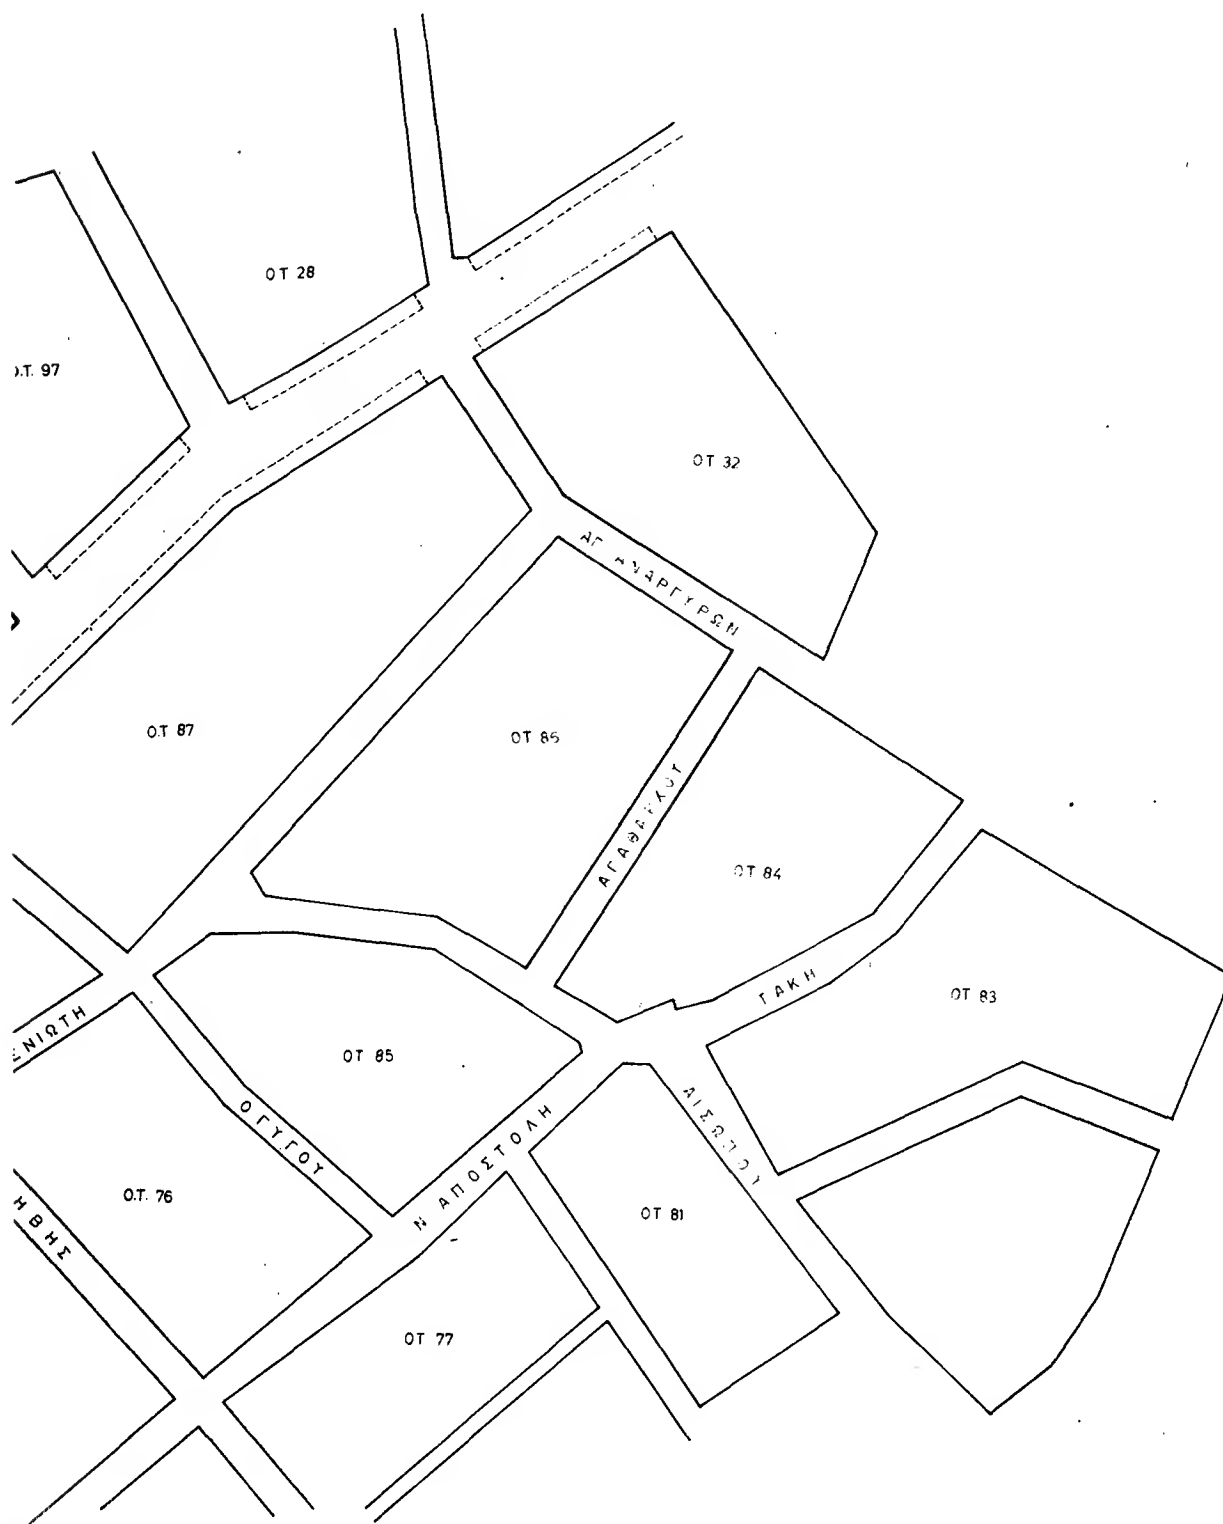 ΟΤ 28
.Τ. 97
ΟΤ 32
ΑΓ ΑΝΑΡΓΥΡΩΝ
Ο.Τ 87
ΟΤ 86
ΑΓΑΘΑΡΧΟΥ
ΟΤ 84
ΤΑΚΗ
ΟΤ 83
ΕΝΙΩΤΗ
ΟΤ 85
ΑΙΣΩΠΟΥ
ΩΓΥΓΟΥ
Ν ΑΠΟΣΤΟΛΗ
Ο.Τ. 76
ΟΤ 81
ΗΒΗΣ
ΟΤ 77